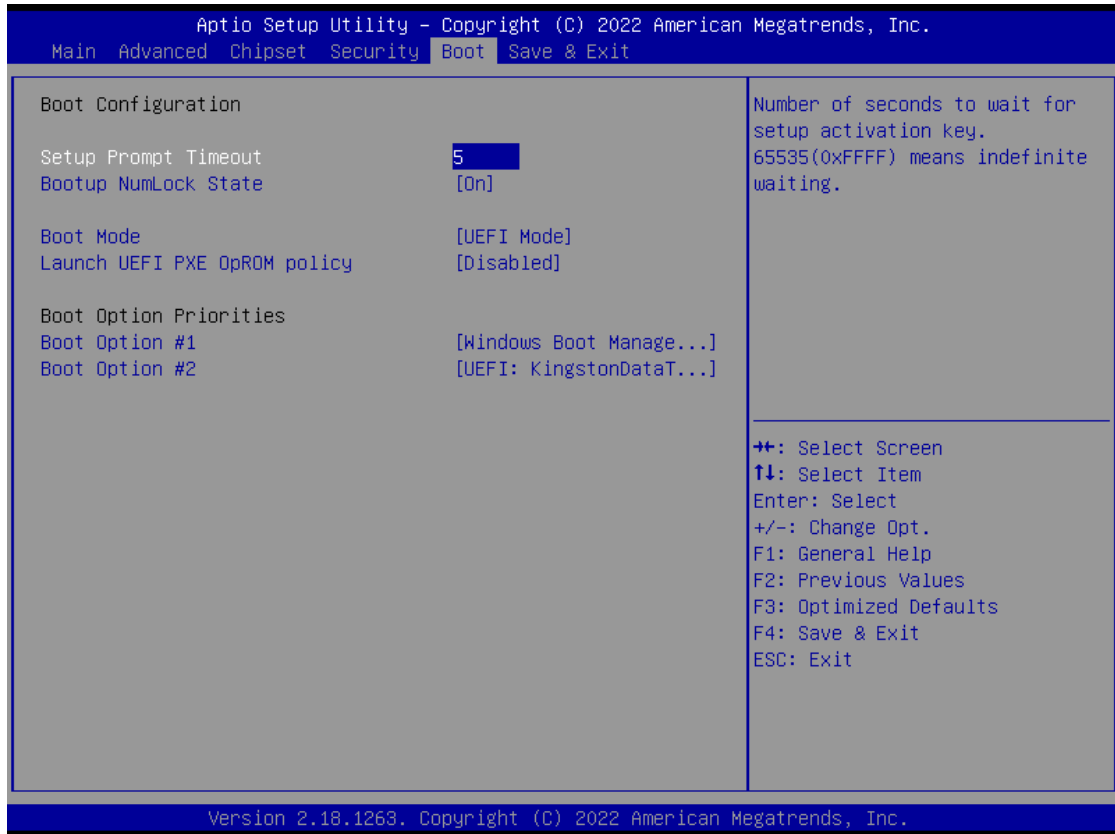 Aptio Setup Utility – Copyright (C) 2022 American Megatrends, Inc.
Main Advanced Chipset Security Boot Save & Exit
Boot Configuration
Setup Prompt Timeout 5
Bootup NumLock State [On]
Boot Mode [UEFI Mode]
Launch UEFI PXE OpROM policy [Disabled]
Boot Option Priorities
Boot Option #1 [Windows Boot Manage...]
Boot Option #2 [UEFI: KingstonDataT...]
Number of seconds to wait for
setup activation key.
65535(0xFFFF) means indefinite
waiting.
→←: Select Screen
↑↓: Select Item
Enter: Select
+/-: Change Opt.
F1: General Help
F2: Previous Values
F3: Optimized Defaults
F4: Save & Exit
ESC: Exit
Version 2.18.1263. Copyright (C) 2022 American Megatrends, Inc.